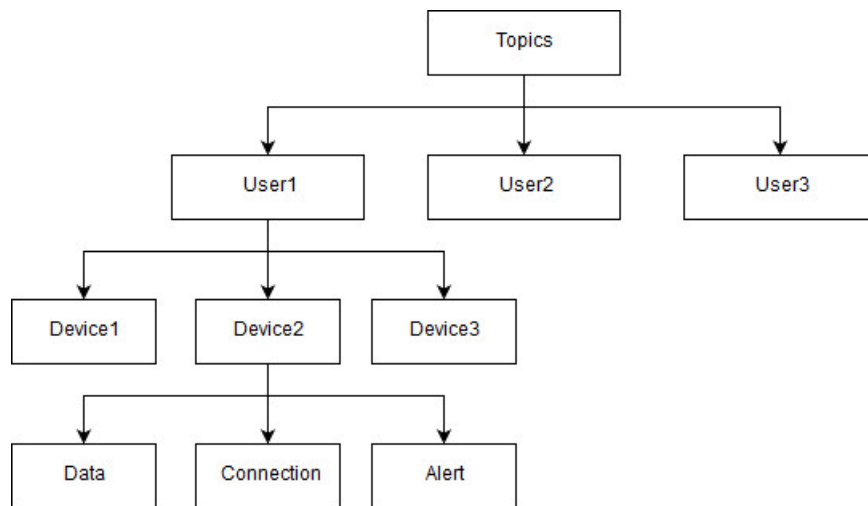 Topics
User1
User2
User3
Device1
Device2
Device3
Data
Connection
Alert